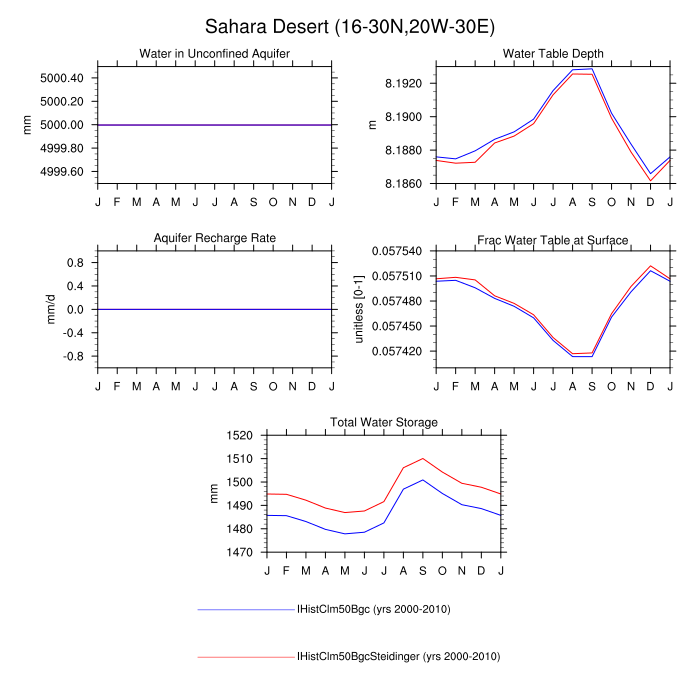 Sahara Desert (16-30N,20W-30E)
Water in Unconfined Aquifer
mm
5000.40
5000.20
5000.00
4999.80
4999.60
J F M A M J J A S O N D J
Water Table Depth
m
8.1920
8.1900
8.1880
8.1860
J F M A M J J A S O N D J
Aquifer Recharge Rate
mm/d
0.8
0.4
0.0
-0.4
-0.8
J F M A M J J A S O N D J
Frac Water Table at Surface
unitless [0-1]
0.057540
0.057510
0.057480
0.057450
0.057420
J F M A M J J A S O N D J
Total Water Storage
mm
1520
1510
1500
1490
1480
1470
J F M A M J J A S O N D J
IHistClm50Bgc (yrs 2000-2010)
IHistClm50BgcSteidinger (yrs 2000-2010)